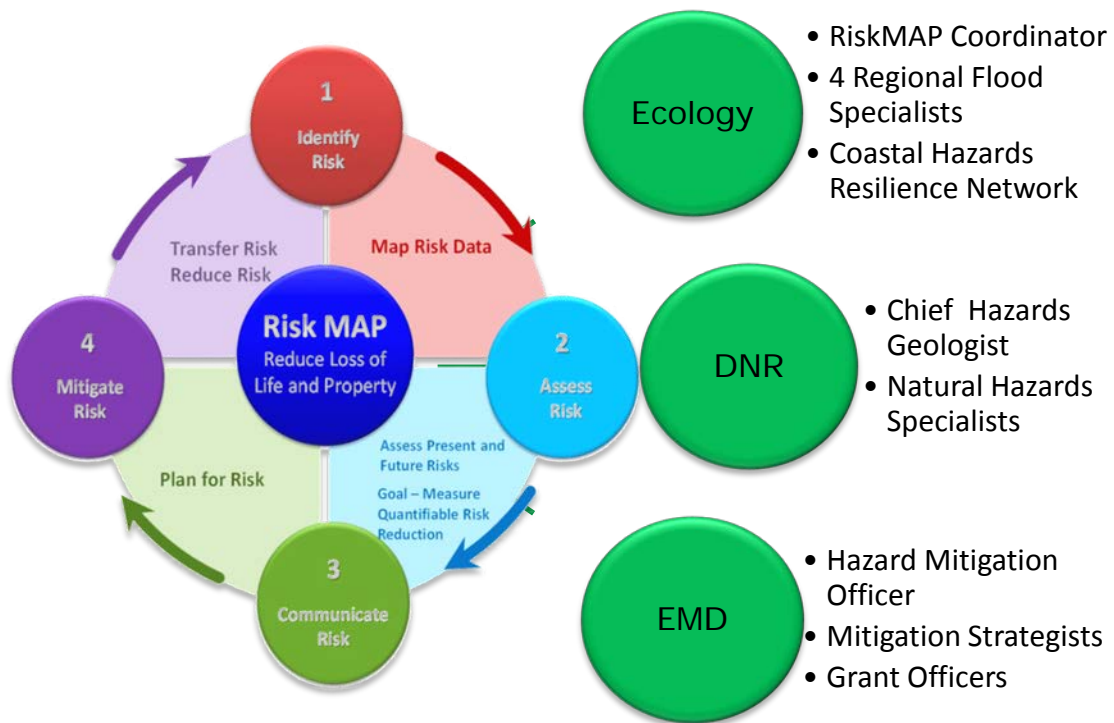 1
Identify
Risk
Map Risk Data
2
Assess
Risk
Assess Present and
Future Risks
Goal – Measure
Quantifiable Risk
Reduction
3
Communicate
Risk
Plan for Risk
4
Mitigate
Risk
Transfer Risk
Reduce Risk
Risk MAP
Reduce Loss of
Life and Property
Ecology
• RiskMAP Coordinator
• 4 Regional Flood
Specialists
• Coastal Hazards
Resilience Network
DNR
• Chief Hazards
Geologist
• Natural Hazards
Specialists
EMD
• Hazard Mitigation
Officer
• Mitigation Strategists
• Grant Officers